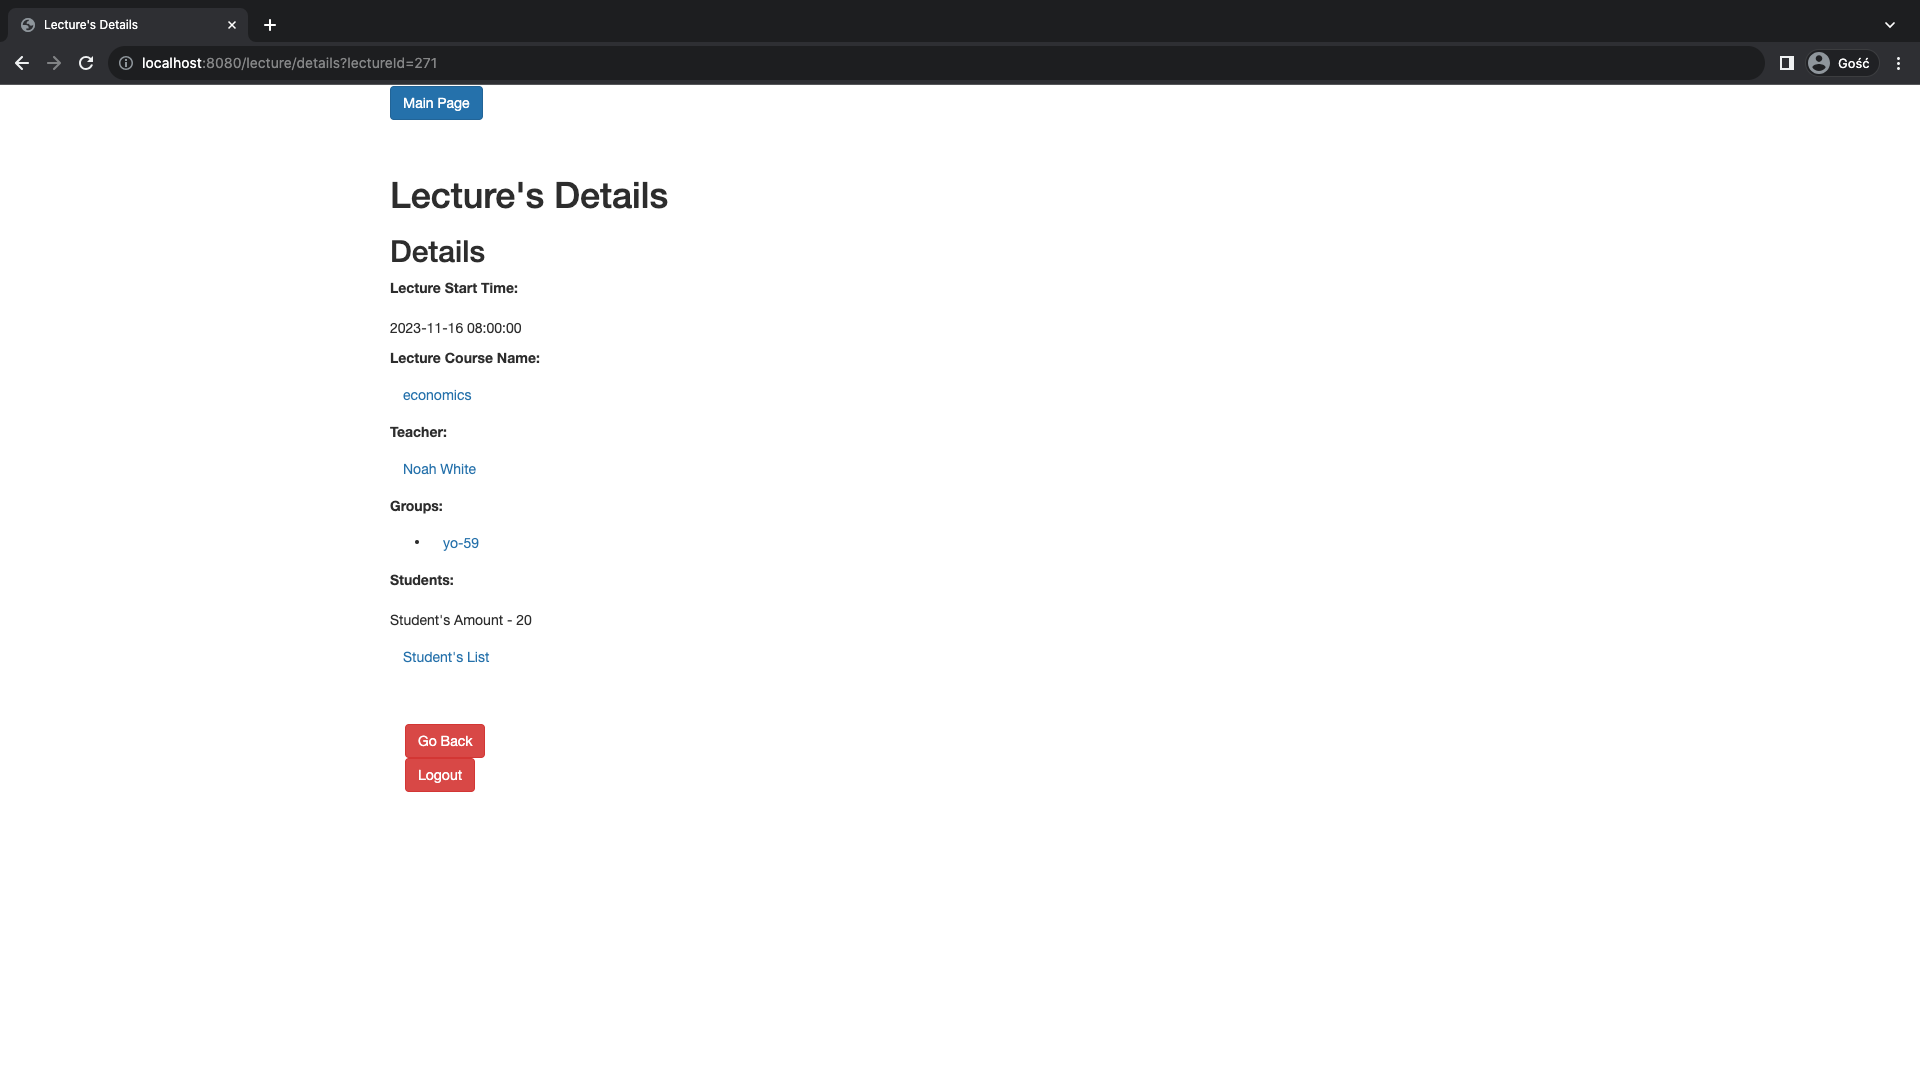 Lecture's Details
localhost:8080/lecture/details?lectureId=271
Gość
Main Page
Lecture's Details
Details
Lecture Start Time:
2023-11-16 08:00:00
Lecture Course Name:
economics
Teacher:
Noah White
Groups:
• yo-59
Students:
Student's Amount - 20
Student's List
Go Back
Logout